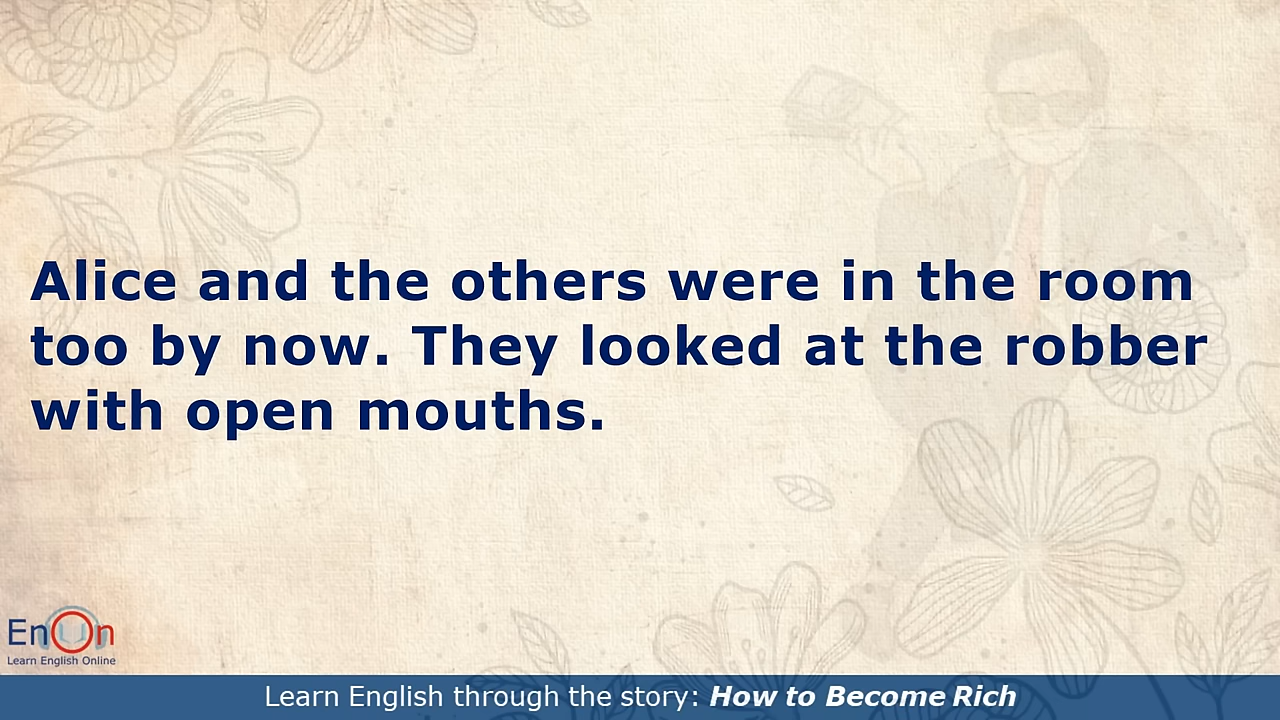 Alice and the others were in the room
too by now. They looked at the robber
with open mouths.
EnOn
Learn English Online
Learn English through the story: How to Become Rich